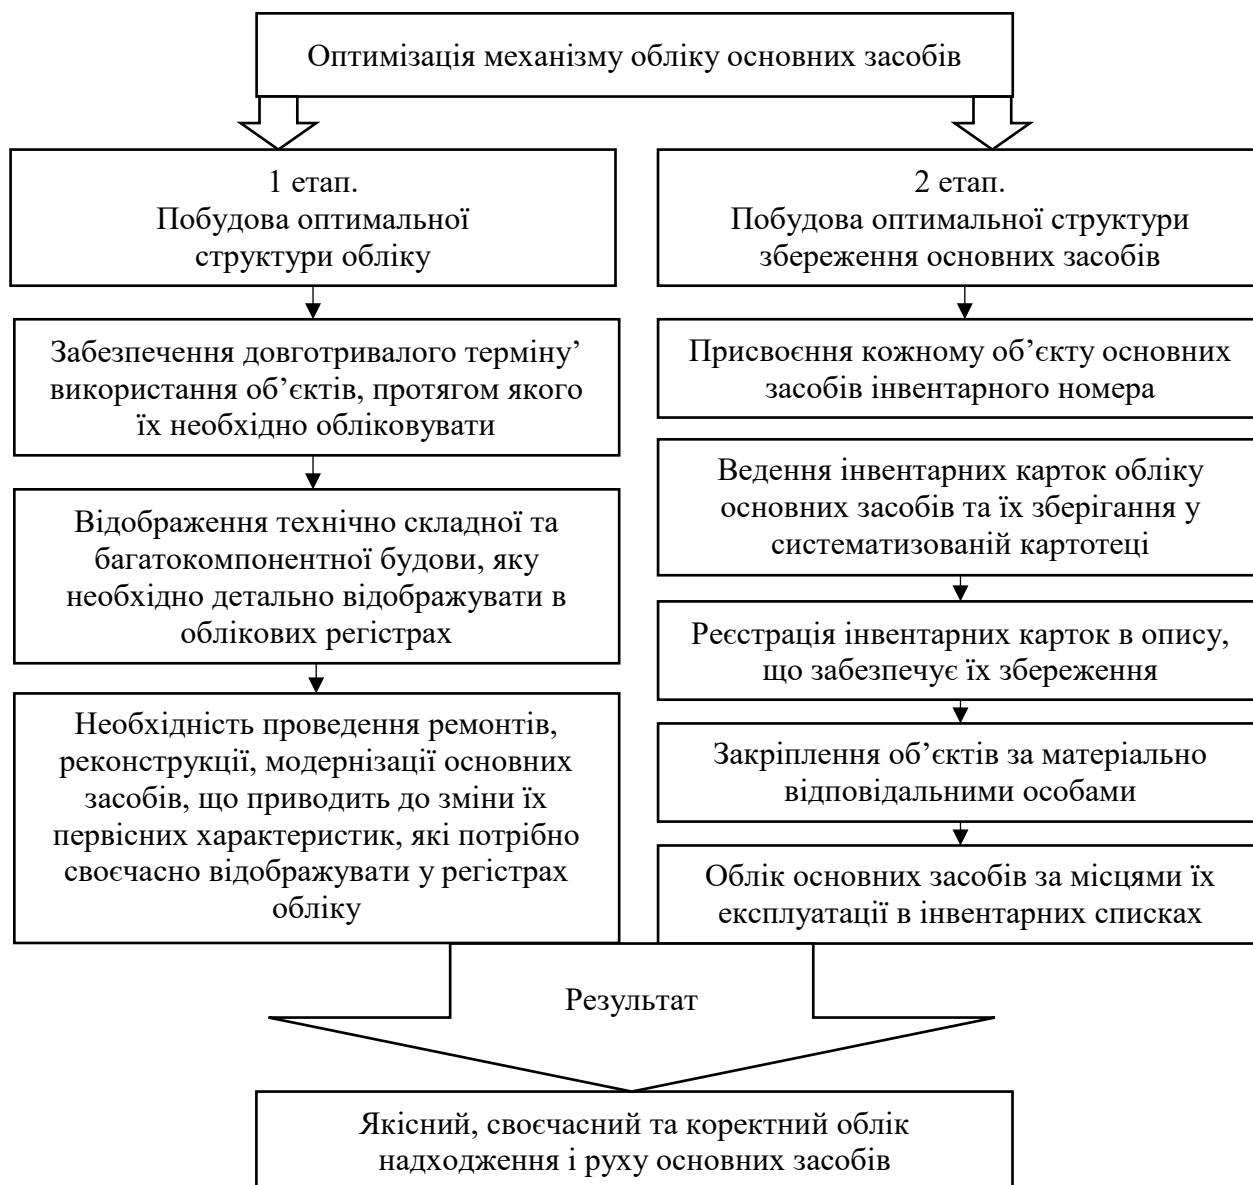 Оптимізація механізму обліку основних засобів
1 етап.
Побудова оптимальної
структури обліку
Забезпечення довготривалого терміну’
використання об’єктів, протягом якого
їх необхідно обліковувати
Відображення технічно складної та
багатокомпонентної будови, яку
необхідно детально відображувати в
облікових регістрах
Необхідність проведення ремонтів,
реконструкції, модернізації основних
засобів, що приводить до зміни їх
первісних характеристик, які потрібно
своєчасно відображувати у регістрах
обліку
2 етап.
Побудова оптимальної структури
збереження основних засобів
Присвоєння кожному об’єкту основних
засобів інвентарного номера
Ведення інвентарних карток обліку
основних засобів та їх зберігання у
систематизованій картотеці
Реєстрація інвентарних карток в опису,
що забезпечує їх збереження
Закріплення об’єктів за матеріально
відповідальними особами
Облік основних засобів за місцями їх
експлуатації в інвентарних списках
Результат
Якісний, своєчасний та коректний облік
надходження і руху основних засобів